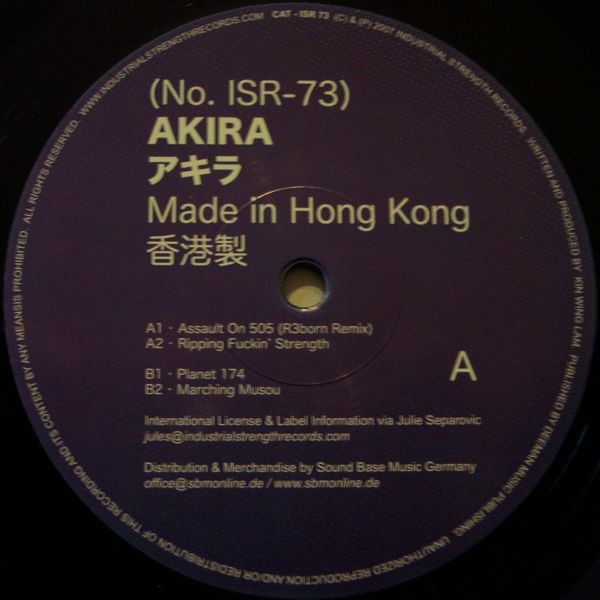 (No. ISR-73)
AKIRA
アキラ
Made in Hong Kong
香港製
A1 - Assault On 505 (R3born Remix)
A2 - Ripping Fuckin' Strength
B1 - Planet 174
B2 - Marching Musou
A
International License & Label Information via Julie Separovic
jules@industrialstrengthrecords.com
Distribution & Merchandise by Sound Base Music Germany
office@sbmonline.de / www.sbmonline.de
WWW.INDUSTRIALSTRENGTHRECORDS.COM CAT - ISR 73 (C) & (P) 2007 INDUSTRIAL STRENGTH RECORDS WRITTEN AND PRODUCED BY KIN WING LAM. PUBLISHED BY DEEMAN MUSIC PUBLISHING. UNAUTHORIZED REPRODUCTION AND/OR REDISTRIBUTION OF THIS RECORDING AND ITS CONTENT BY ANY MEANSIS PROHIBITED. ALL RIGHTS RESERVED.